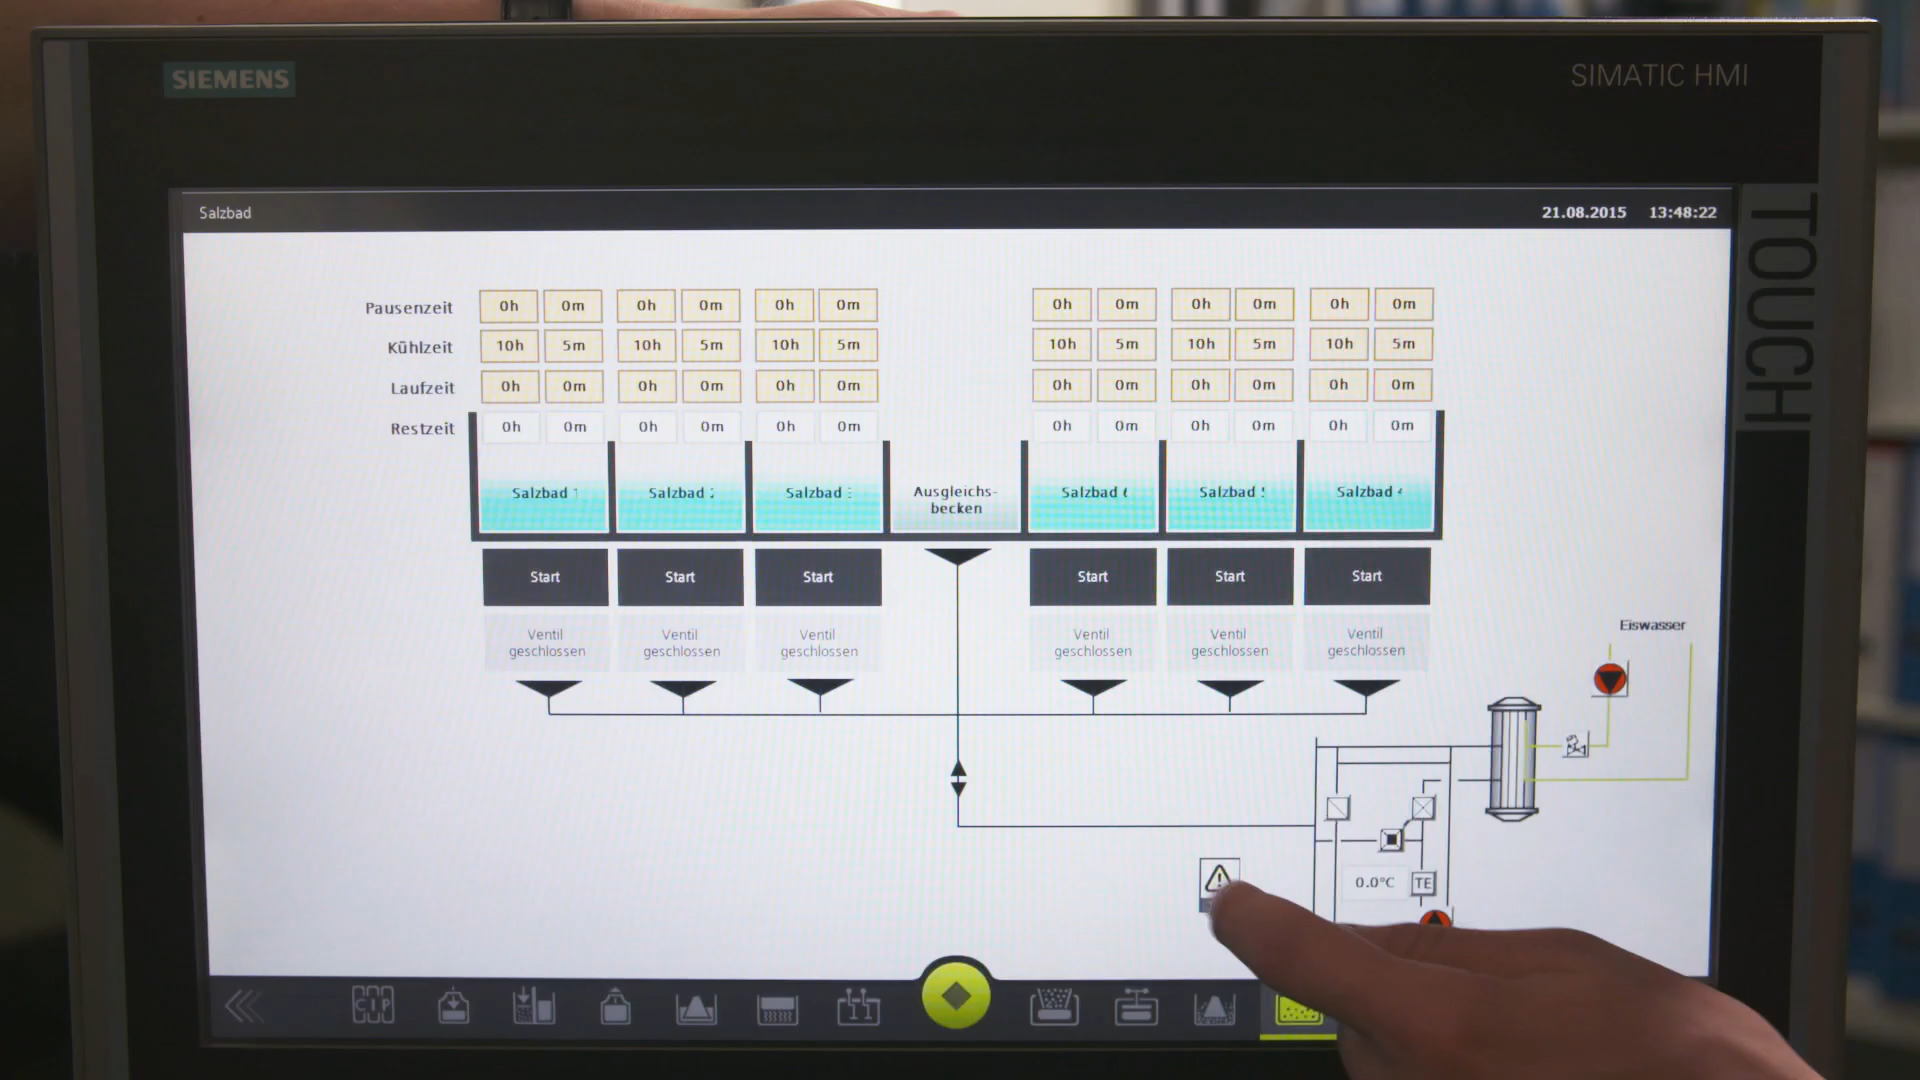 SIEMENS
SIMATIC HMI
TOUCH
Salzbad
21.08.2015 13:48:22
Pausenzeit 0h 0m 0h 0m 0h 0m 0h 0m 0h 0m 0h 0m
Kühlzeit 10h 5m 10h 5m 10h 5m 10h 5m 10h 5m 10h 5m
Laufzeit 0h 0m 0h 0m 0h 0m 0h 0m 0h 0m 0h 0m
Restzeit 0h 0m 0h 0m 0h 0m 0h 0m 0h 0m 0h 0m
Salzbad Salzbad Salzbad Ausgleichs- Salzbad Salzbad Salzbad
becken
Start Start Start Start Start Start
Ventil Ventil Ventil Ventil Ventil Ventil
geschlossen geschlossen geschlossen geschlossen geschlossen geschlossen
Eiswasser
0.0°C TE
CIP